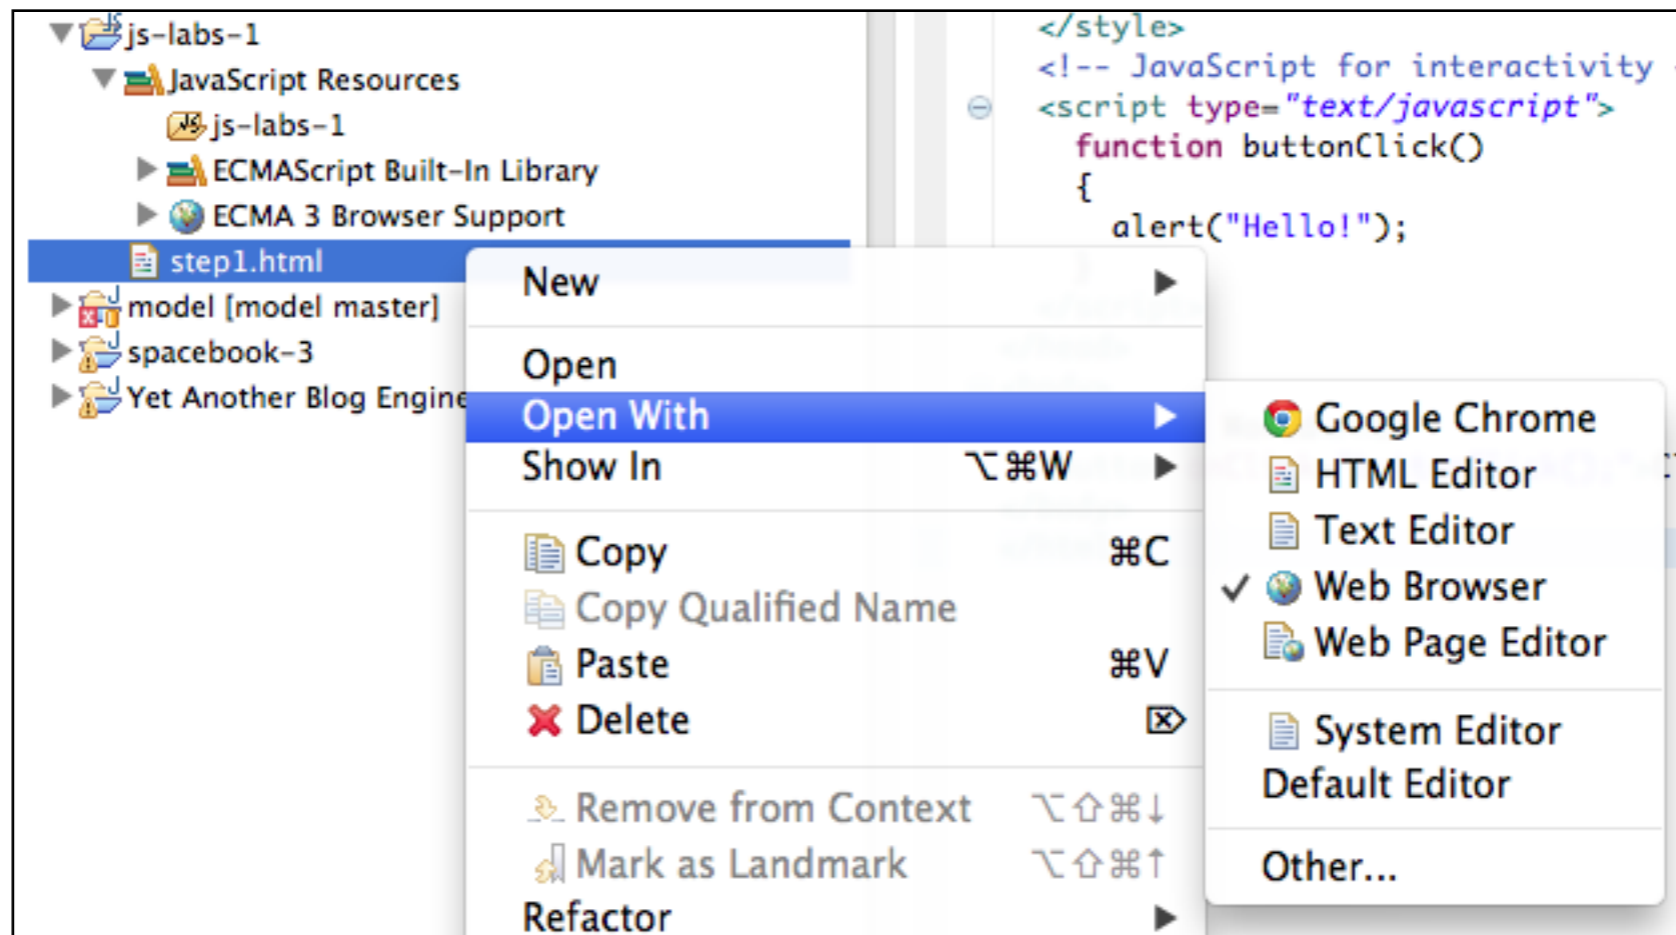 js-labs-1
JavaScript Resources
js-labs-1
ECMAScript Built-In Library
ECMA 3 Browser Support
step1.html
model [model master]
spacebook-3
Yet Another Blog Engine
</style>
<!-- JavaScript for interactivity
<script type="text/javascript">
function buttonClick()
{
alert("Hello!");
}
New
Open
Open With
Show In ⌥⌘W
Copy ⌘C
Copy Qualified Name
Paste ⌘V
Delete ⌦
Remove from Context ⌥⇧⌘↓
Mark as Landmark ⌥⇧⌘↑
Refactor
Google Chrome
HTML Editor
Text Editor
✓ Web Browser
Web Page Editor
System Editor
Default Editor
Other...